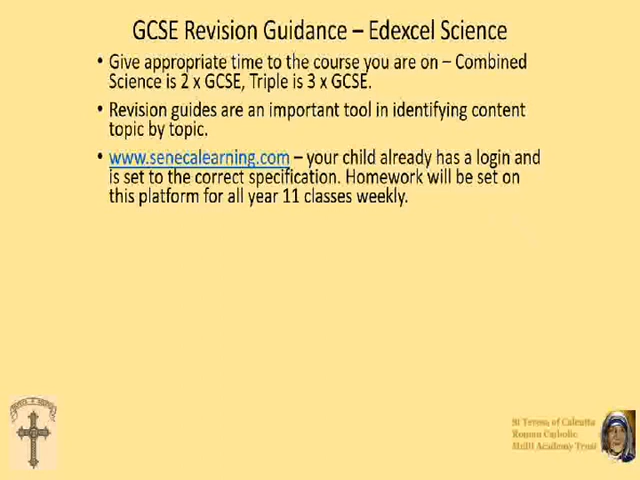 GCSE Revision Guidance – Edexcel Science
• Give appropriate time to the course you are on – Combined
Science is 2 x GCSE, Triple is 3 x GCSE.
• Revision guides are an important tool in identifying content
topic by topic.
• www.senecalearning.com – your child already has a login and
is set to the correct specification. Homework will be set on
this platform for all year 11 classes weekly.
St Teresa of Calcutta
Roman Catholic
Multi Academy Trust